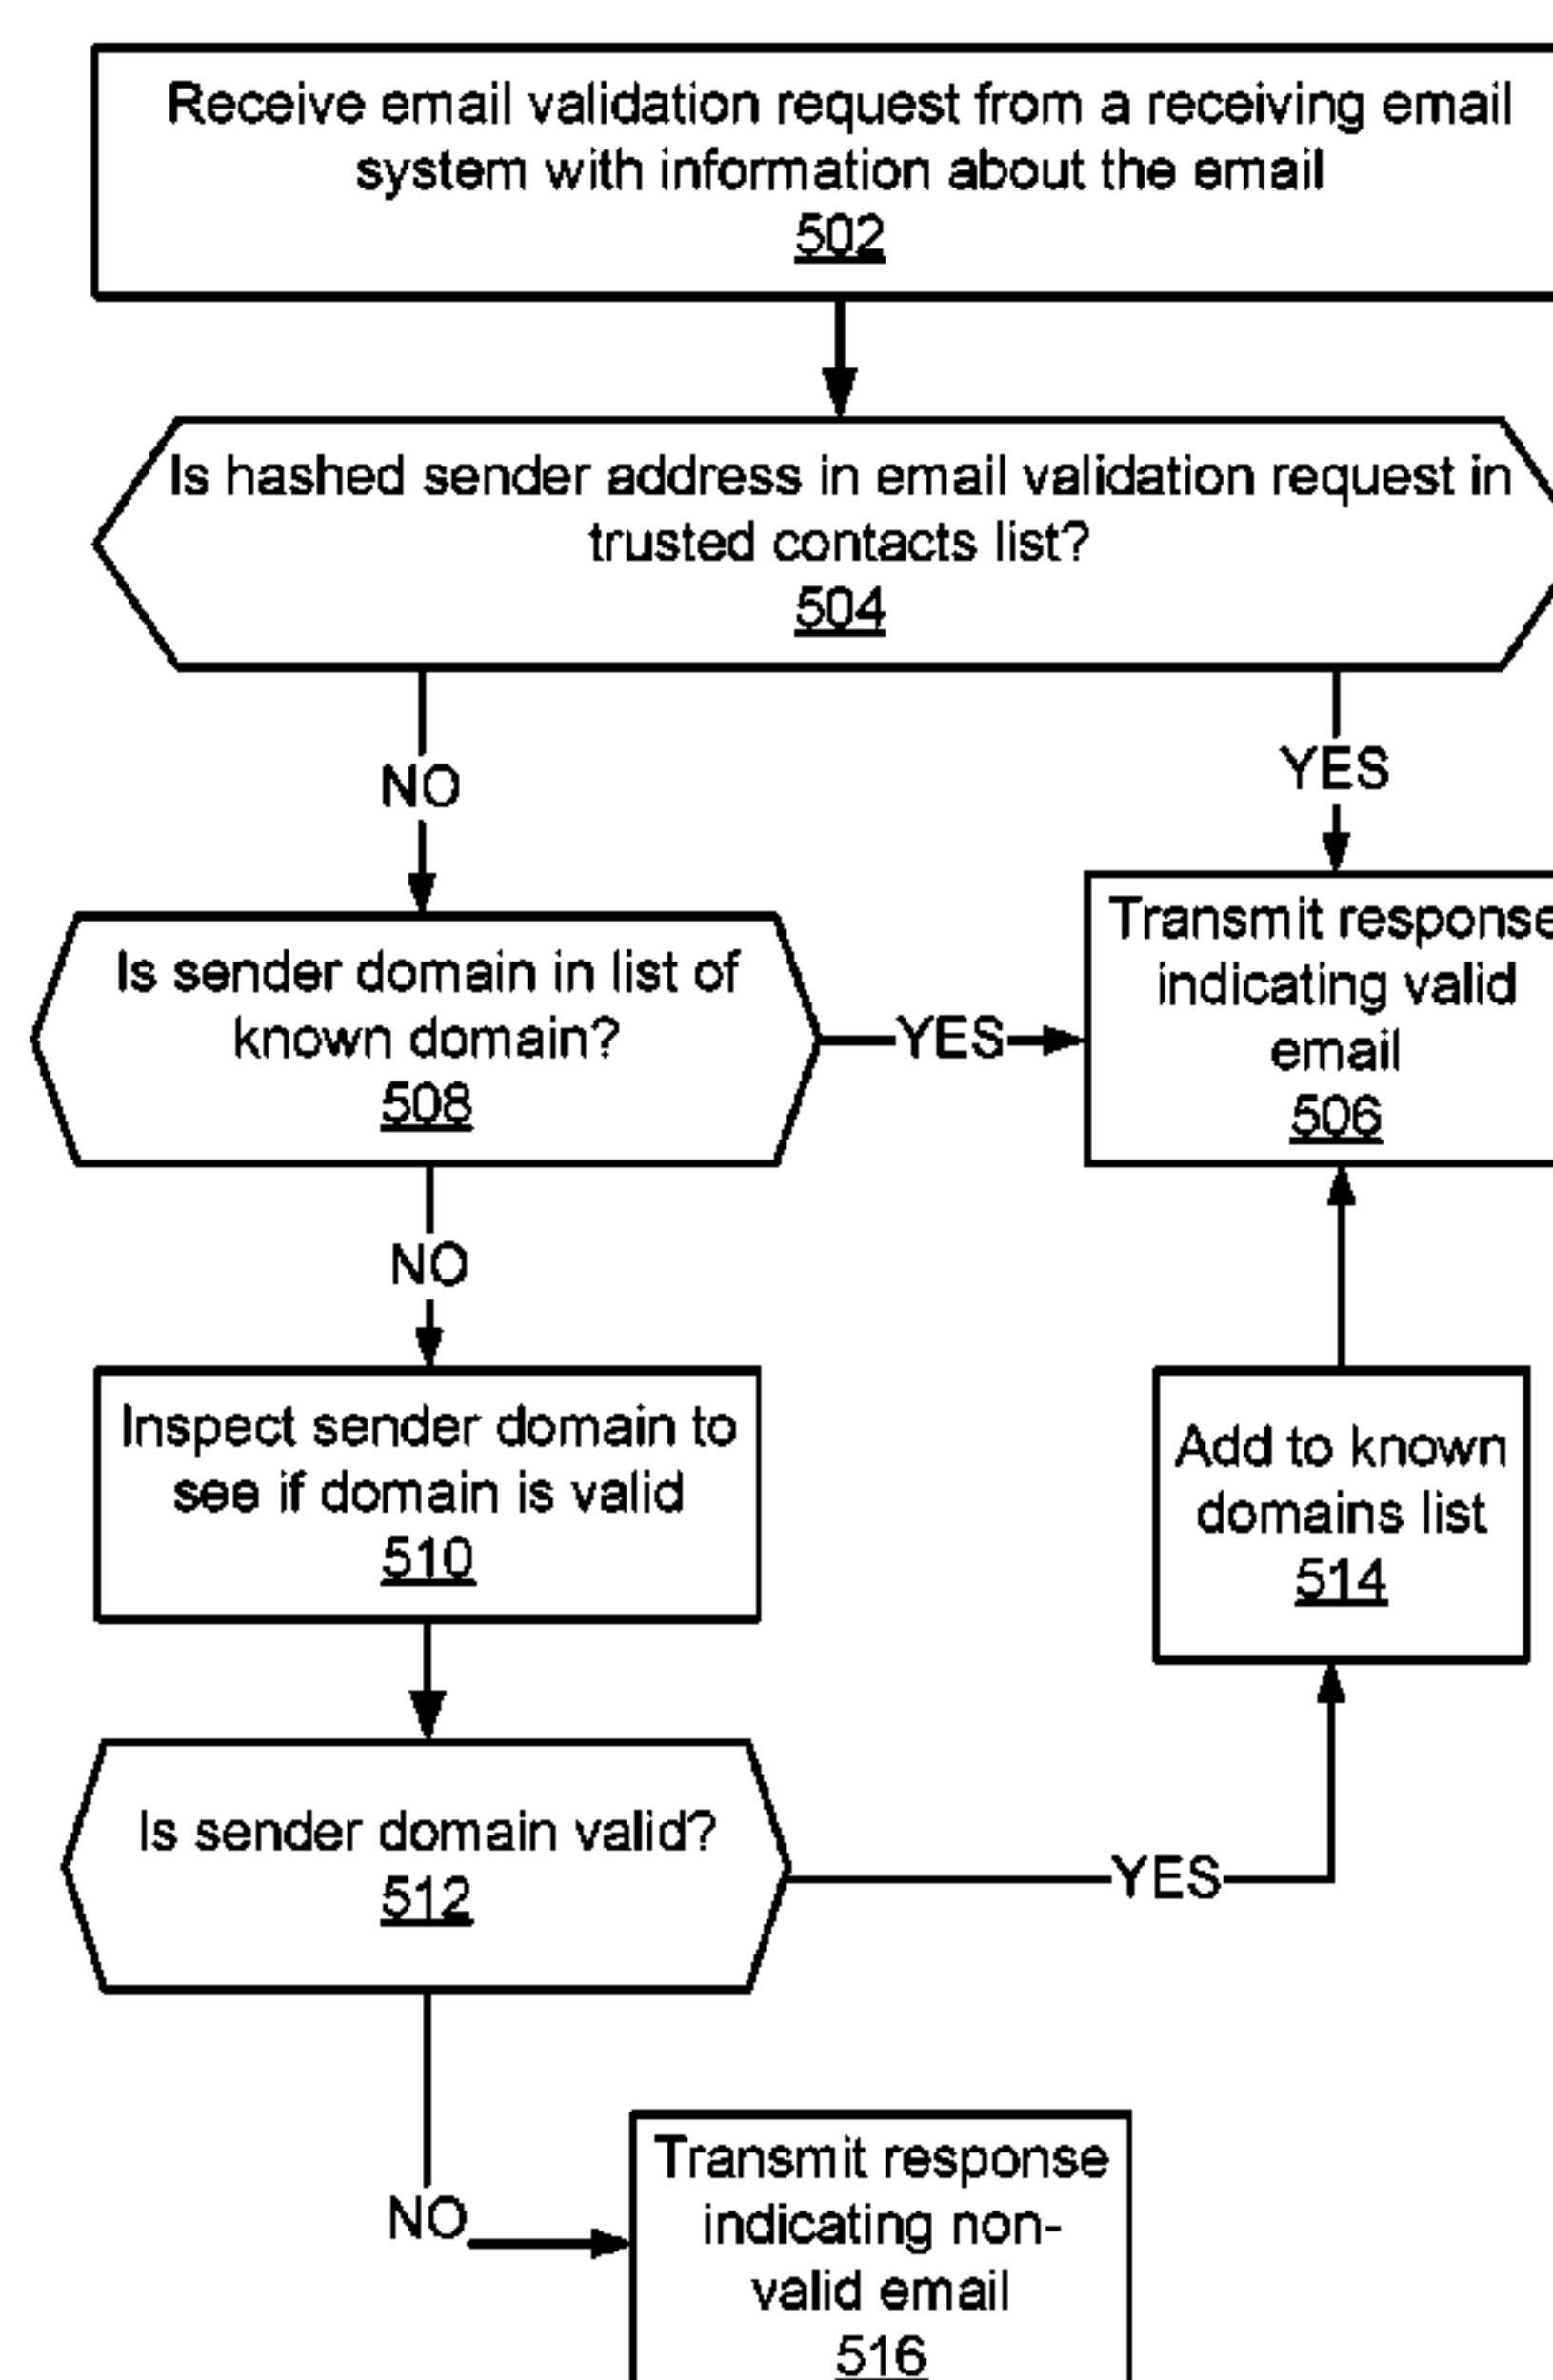 Receive email validation request from a receiving email
system with information about the email
502
Is hashed sender address in email validation request in
trusted contacts list?
504
NO
YES
Is sender domain in list of
known domain?
508
YES
Transmit response
indicating valid
email
506
NO
Inspect sender domain to
see if domain is valid
510
Add to known
domains list
514
Is sender domain valid?
512
YES
NO
Transmit response
indicating non-
valid email
516